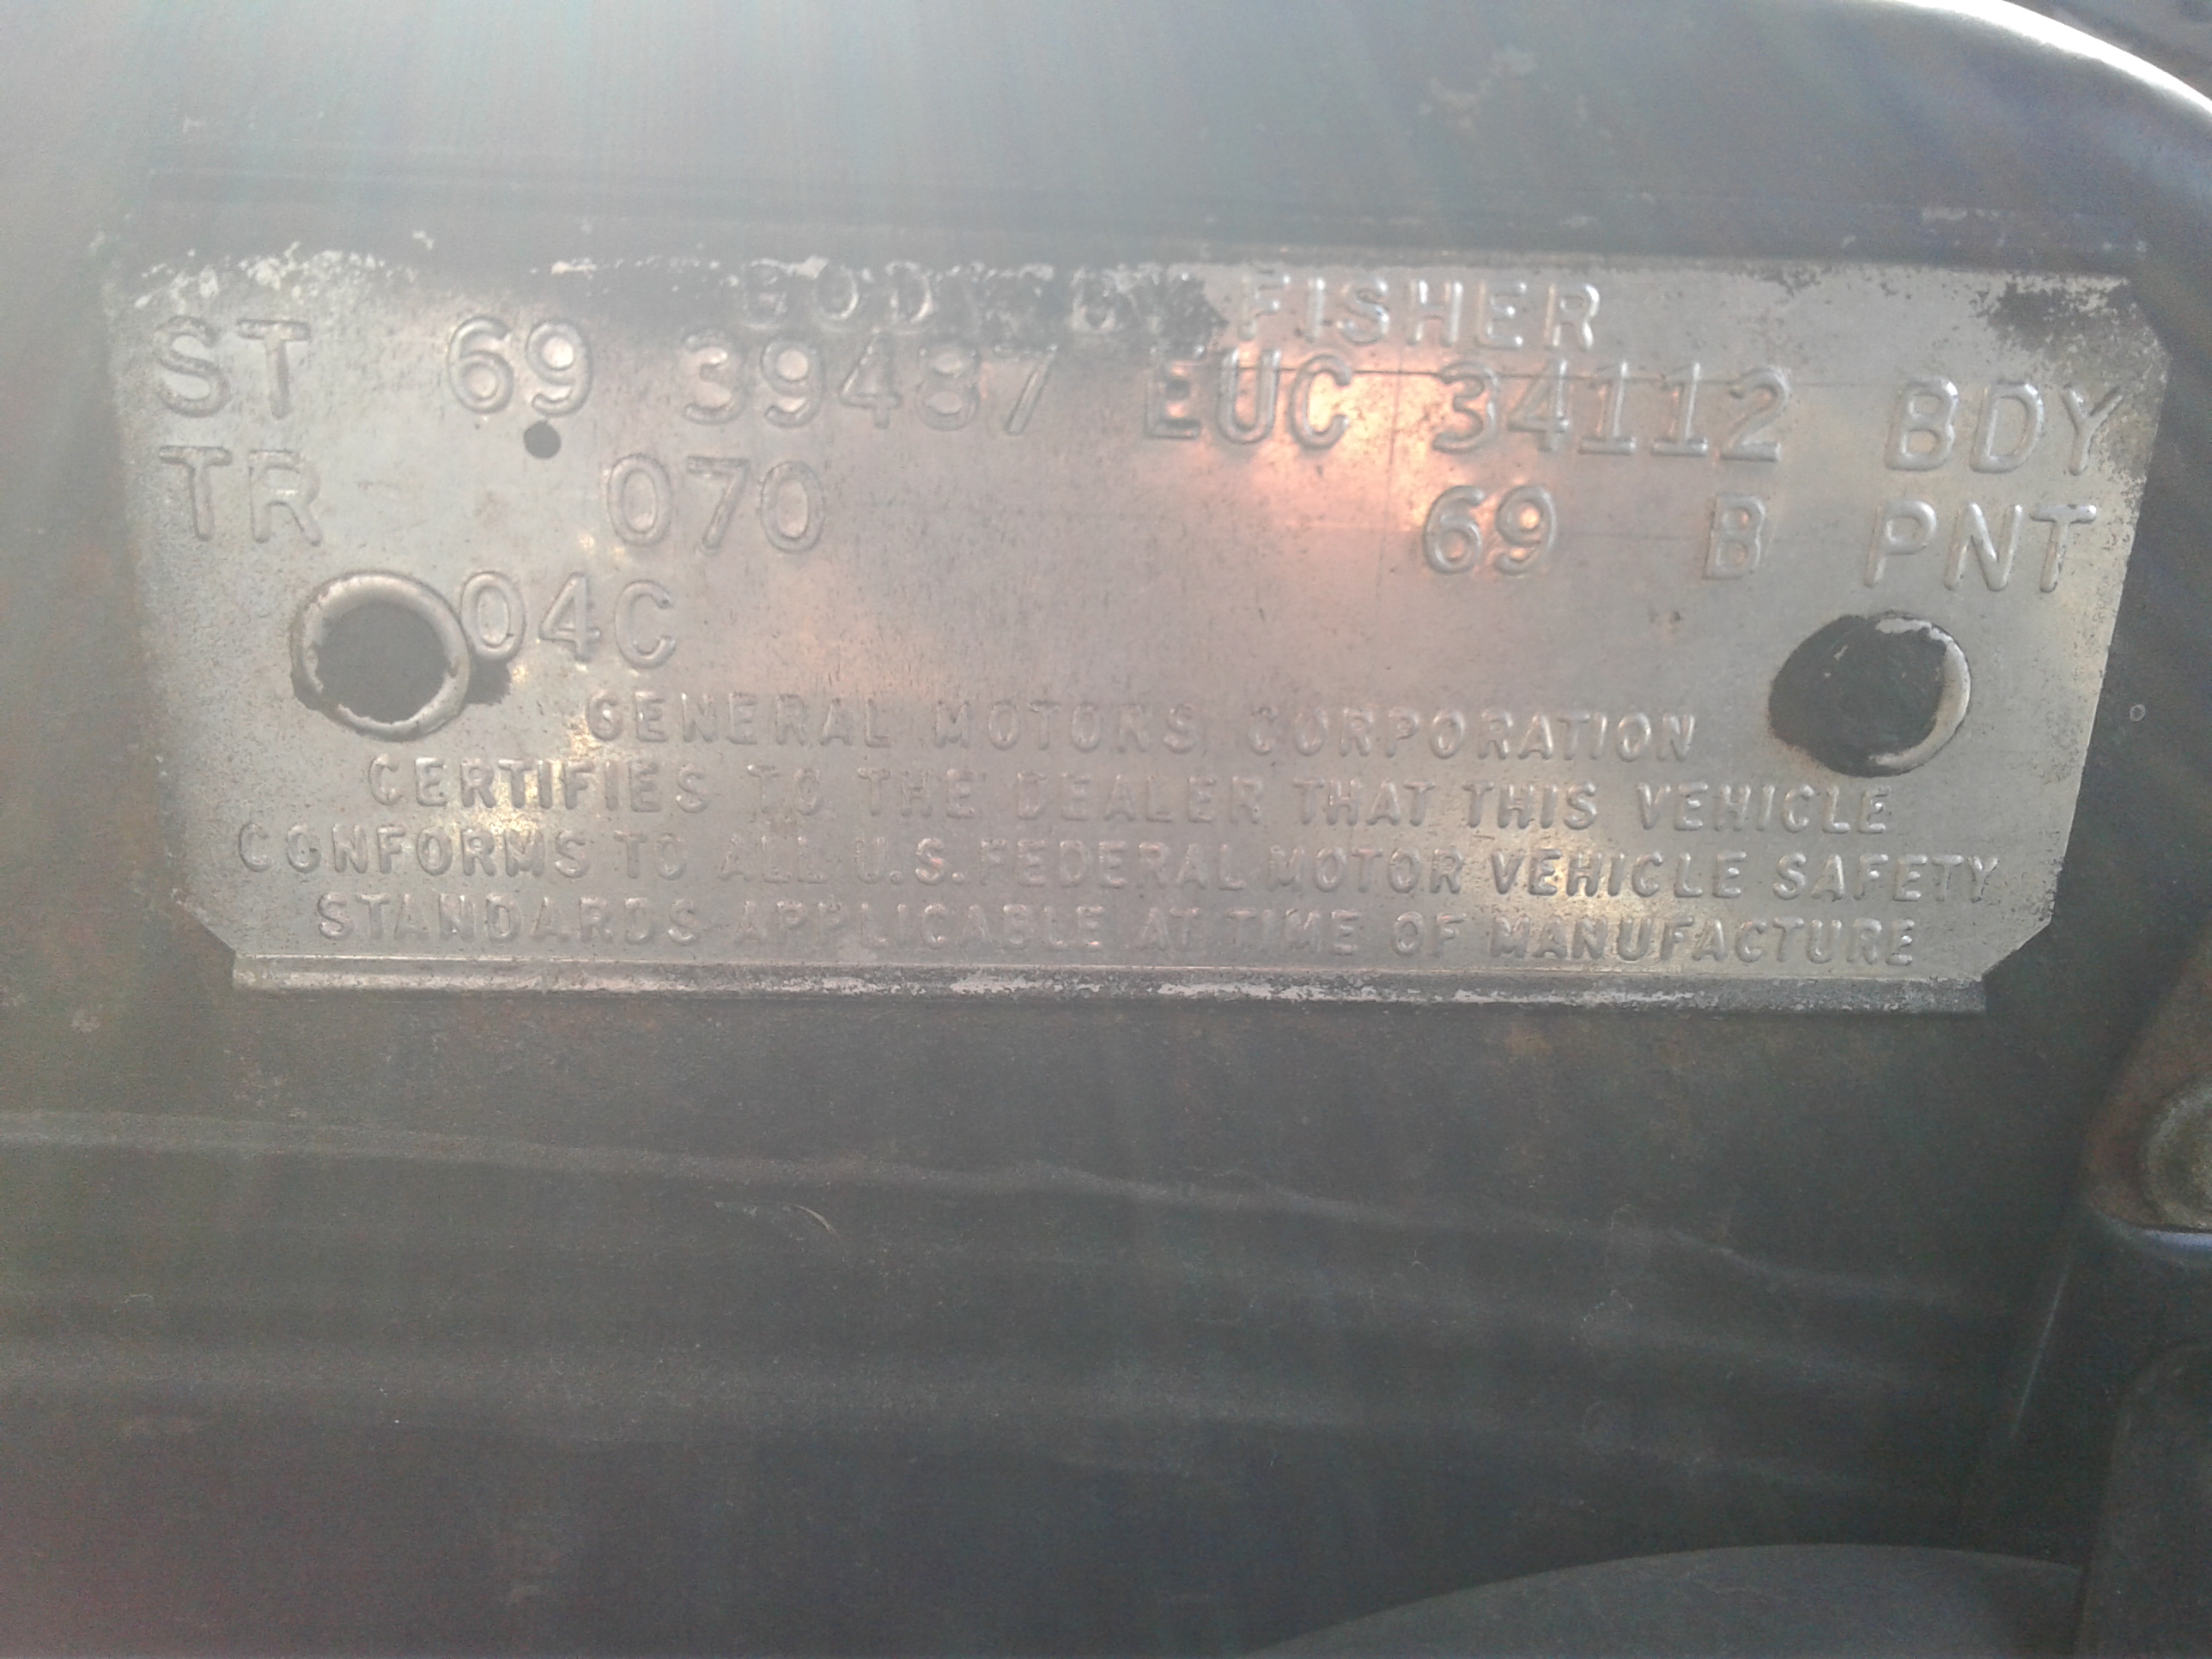 BODY BY FISHER
ST 69 39487 EUC 34112 BDY
TR 070 69 B PNT
04C
GENERAL MOTORS CORPORATION
CERTIFIES TO THE DEALER THAT THIS VEHICLE
CONFORMS TO ALL U.S. FEDERAL MOTOR VEHICLE SAFETY
STANDARDS APPLICABLE AT TIME OF MANUFACTURE